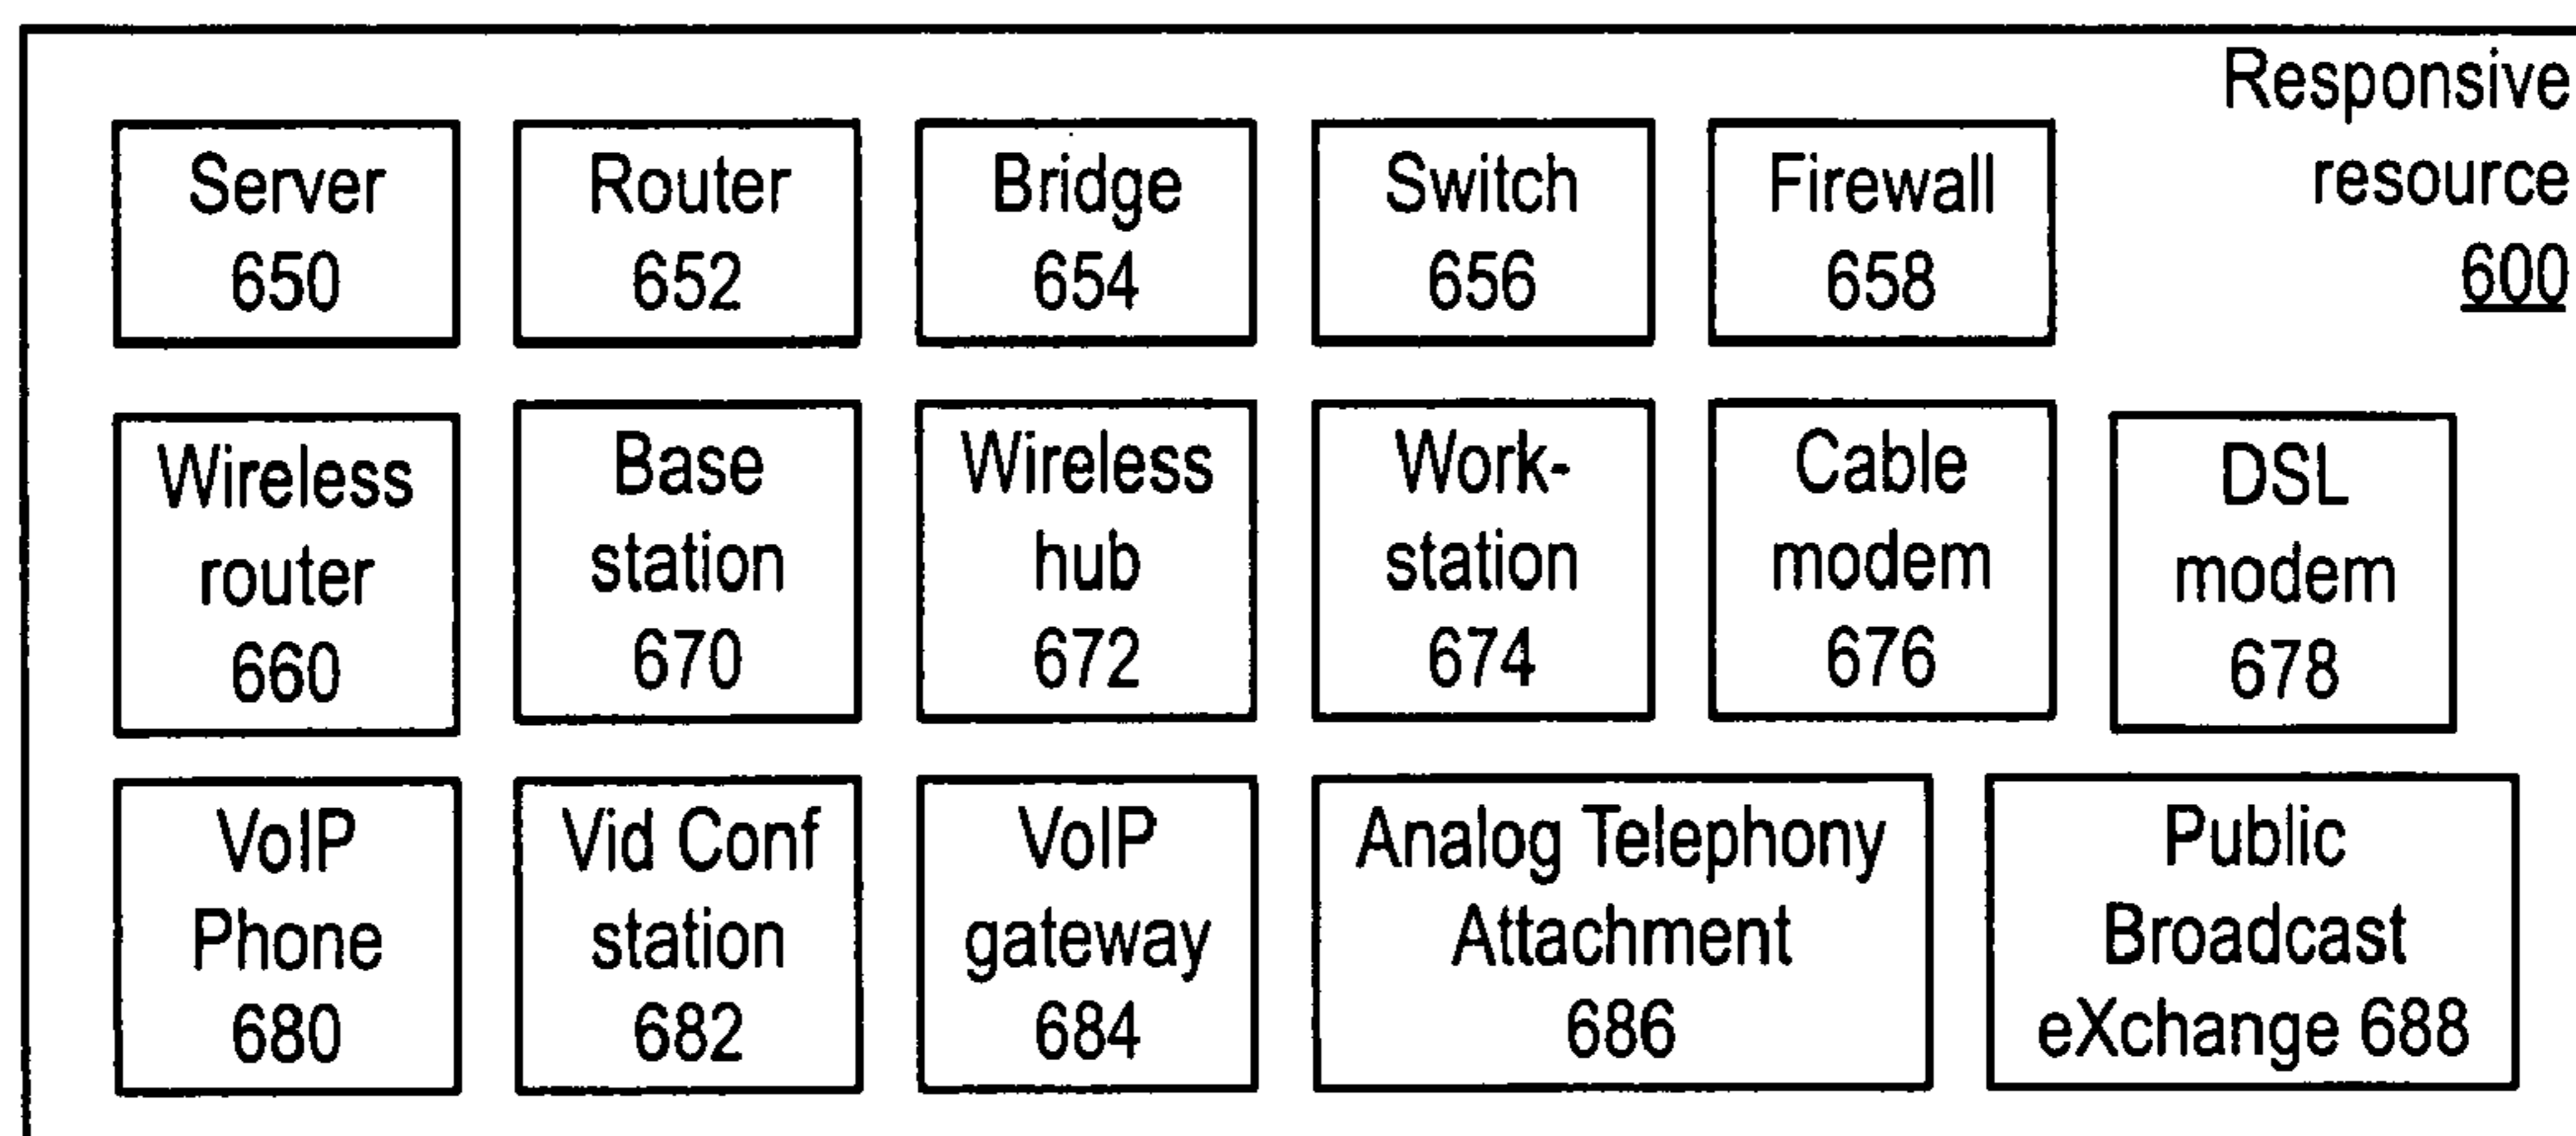 Responsive
resource
600
Server
650
Router
652
Bridge
654
Switch
656
Firewall
658
Wireless
router
660
Base
station
670
Wireless
hub
672
Work-
station
674
Cable
modem
676
DSL
modem
678
VoIP
Phone
680
Vid Conf
station
682
VoIP
gateway
684
Analog Telephony
Attachment
686
Public
Broadcast
eXchange 688